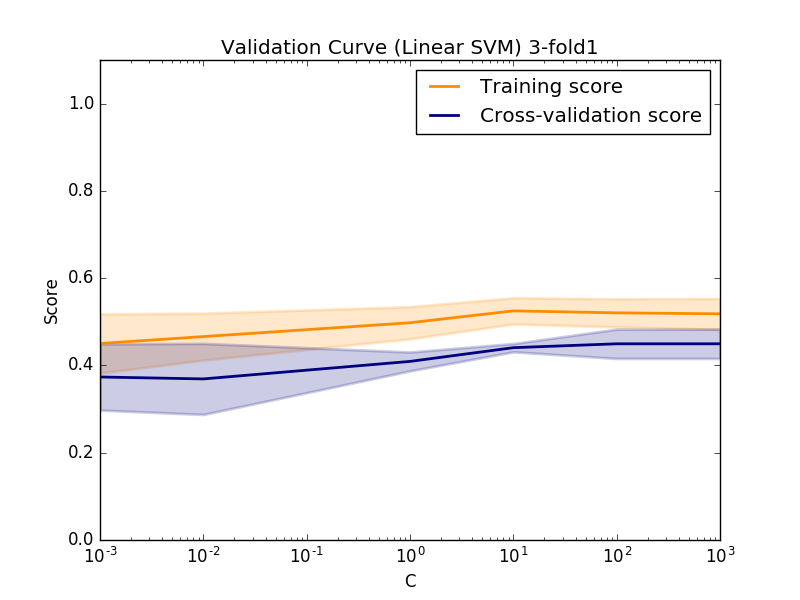 Validation Curve (Linear SVM) 3-fold1
Training score
Cross-validation score
1.0
0.8
0.6
0.4
0.2
0.0
Score
10⁻³ 10⁻² 10⁻¹ 10⁰ 10¹ 10² 10³
C